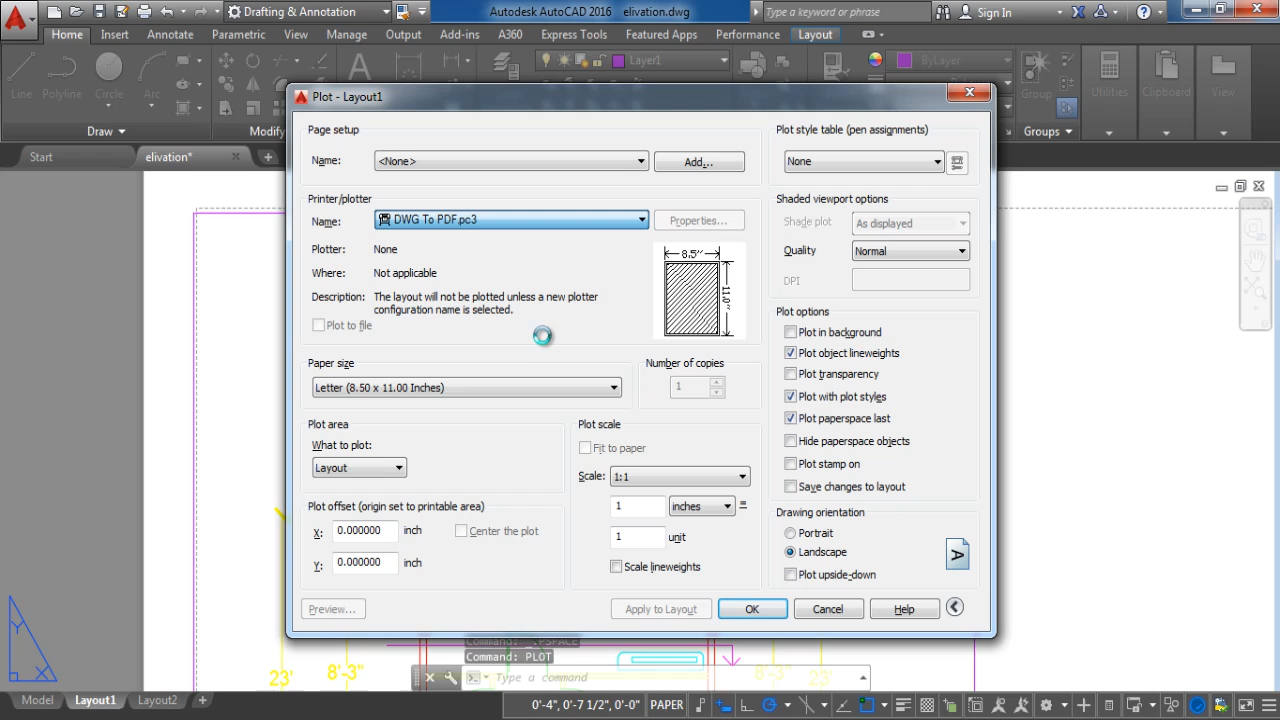 Drafting & Annotation
Autodesk AutoCAD 2016 elivation.dwg
Type a keyword or phrase
Sign In
Home Insert Annotate Parametric View Manage Output Add-ins A360 Express Tools Featured Apps Performance Layout
Line Polyline Circle Arc
Layer1
ByLayer
Group Utilities Clipboard View
Draw
Modify
Groups
Start
elivation*
Plot - Layout1
Page setup
Name: <None> Add...
Printer/plotter
Name: DWG To PDF.pc3 Properties...
Plotter: None
Where: Not applicable
Description: The layout will not be plotted unless a new plotter
configuration name is selected.
Plot to file
8.5''
11.0''
Paper size
Letter (8.50 x 11.00 Inches)
Number of copies
1
Plot area
What to plot:
Layout
Plot scale
Fit to paper
Scale: 1:1
1 inches =
1 unit
Scale lineweights
Plot offset (origin set to printable area)
X: 0.000000 inch Center the plot
Y: 0.000000 inch
Plot style table (pen assignments)
None
Shaded viewport options
Shade plot As displayed
Quality Normal
DPI
Plot options
Plot in background
Plot object lineweights
Plot transparency
Plot with plot styles
Plot paperspace last
Hide paperspace objects
Plot stamp on
Save changes to layout
Drawing orientation
Portrait
Landscape
Plot upside-down
A
Preview... Apply to Layout OK Cancel Help
Command: _.PSPACE
Command: PLOT
Type a command
23' 8'-3'' 8'-3'' 23'
Y
X
Model Layout1 Layout2
0'-4", 0'-7 1/2", 0'-0" PAPER